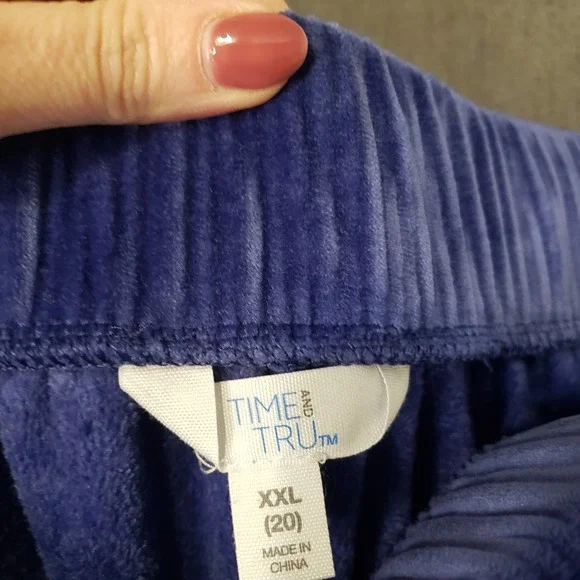 TIME AND
TRU™
XXL
(20)
MADE IN
CHINA